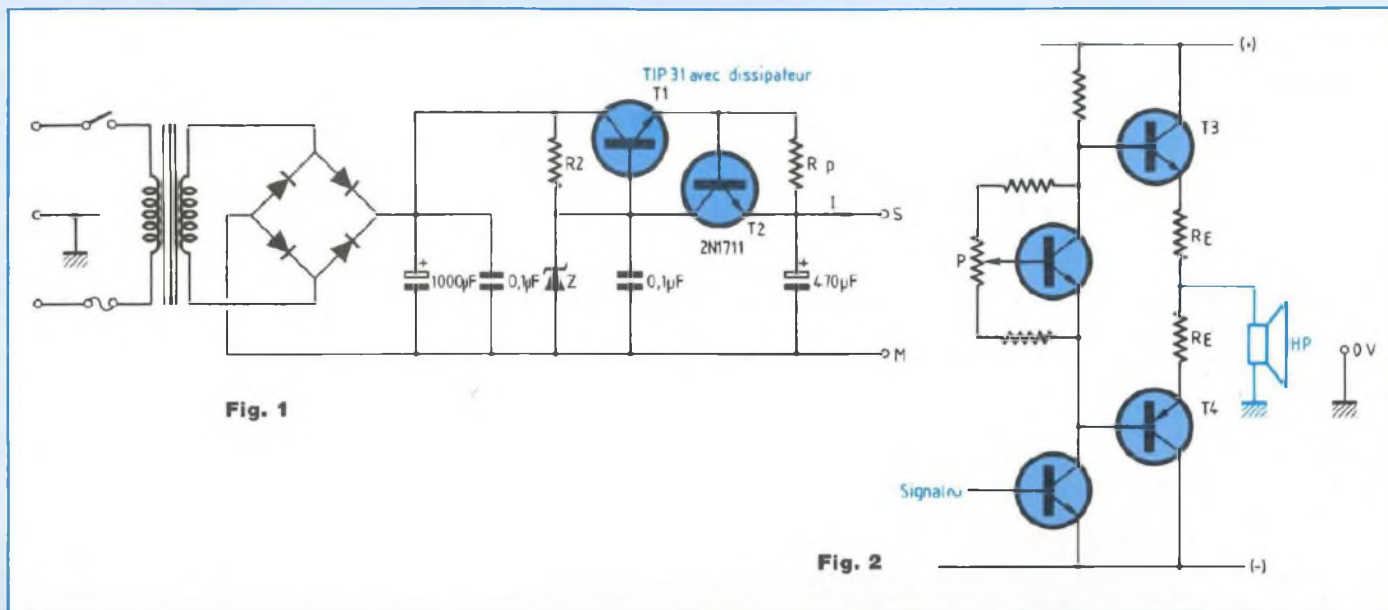 TIP 31 avec dissipateur
T1
R2
R p
I
S
T2
2N1711
1000µF
0,1µF
Z
0,1µF
470µF
M
Fig. 1
(+)
T3
RE
P
RE
HP
0 V
T4
Signal∿
(-)
Fig. 2